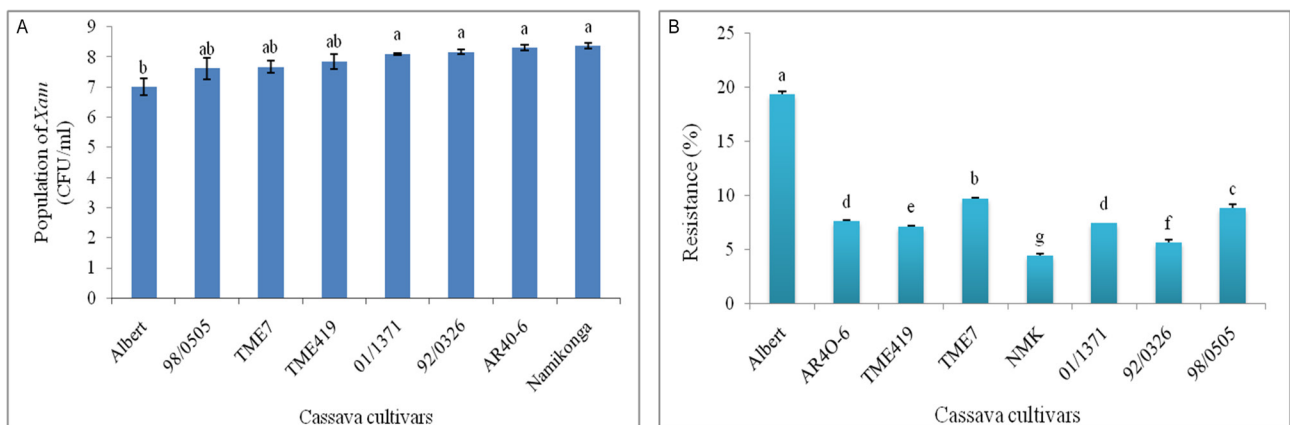 A
Population of Xam
(CFU/ml)
9
8
7
6
5
4
3
2
1
0
b
ab
ab
ab
a
a
a
a
Albert
98/0505
TME7
TME419
01/1371
92/0326
AR40-6
Namikonga
Cassava cultivars
B
Resistance (%)
25
20
15
10
5
0
a
d
e
b
g
d
f
c
Albert
AR4O-6
TME419
TME7
NMK
01/1371
92/0326
98/0505
Cassava cultivars